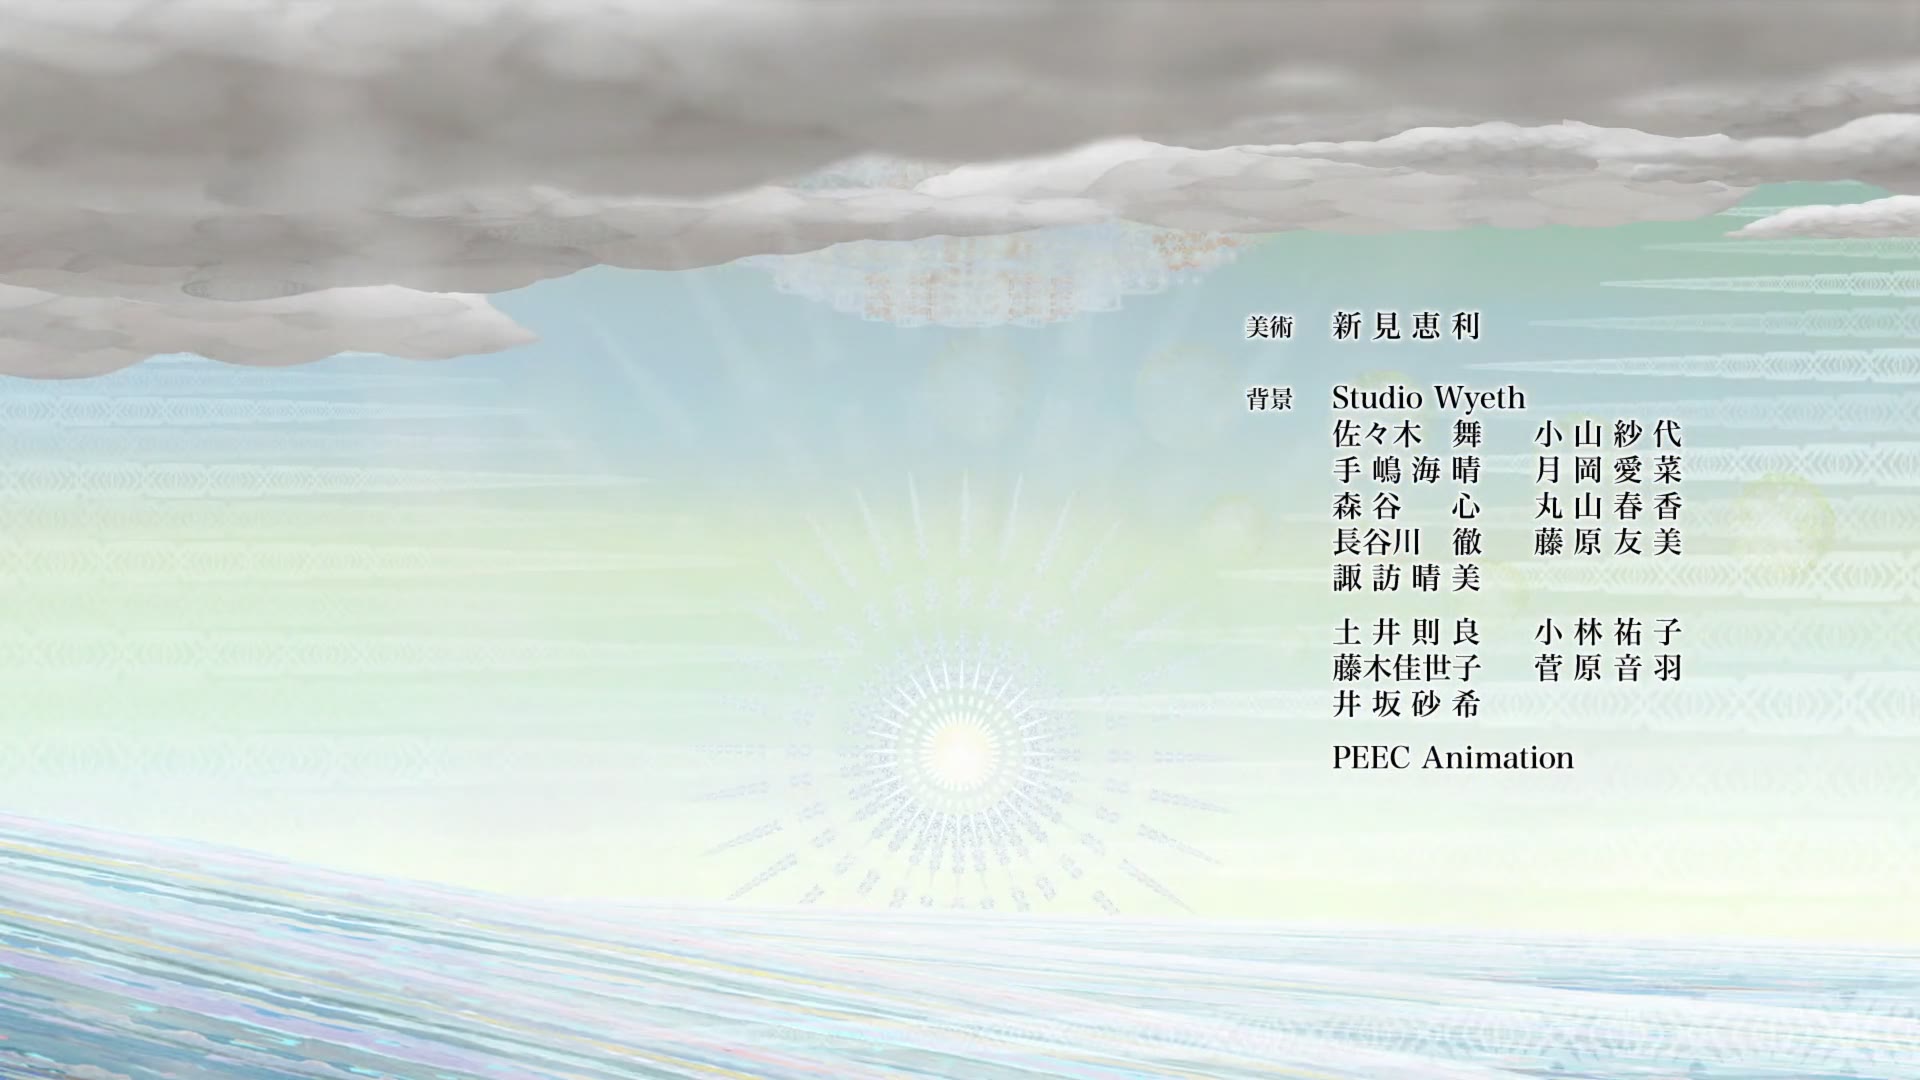 美術 新見恵利
背景 Studio Wyeth
佐々木 舞 小山紗代
手嶋海晴 月岡愛菜
森谷 心 丸山春香
長谷川 徹 藤原友美
諏訪晴美
土井則良 小林祐子
藤木佳世子 菅原音羽
井坂砂希
PEEC Animation